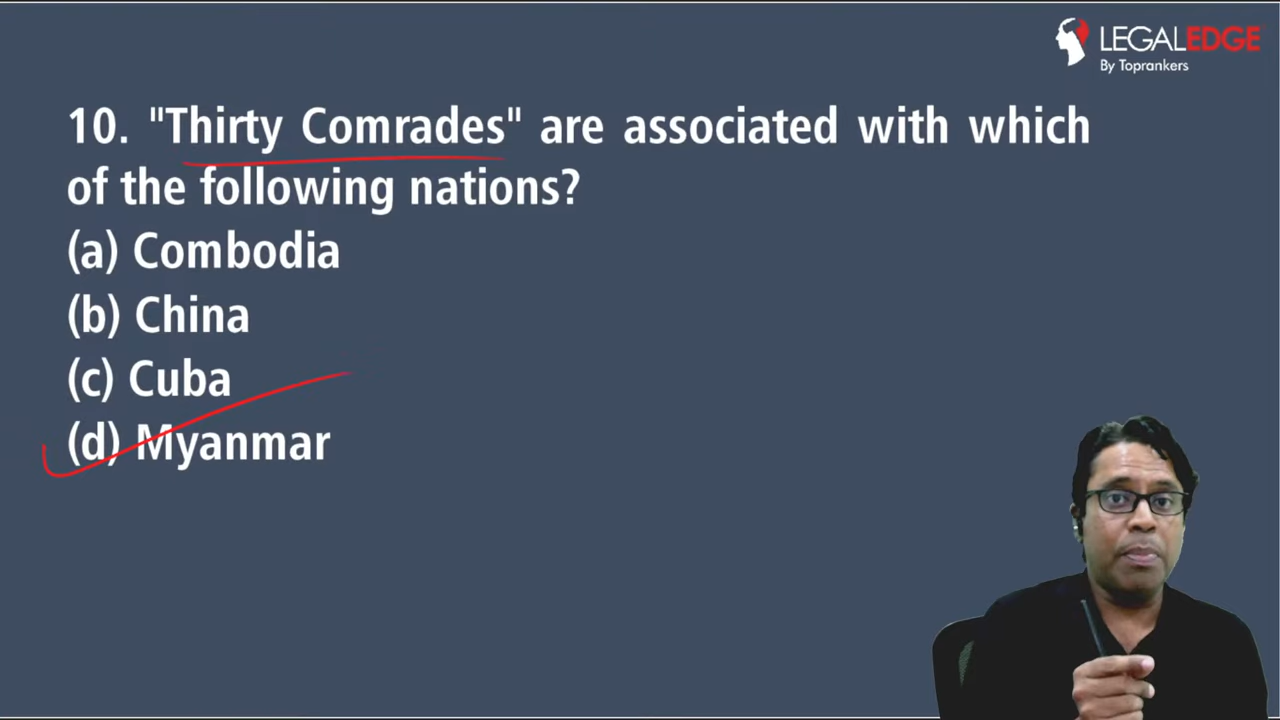 LEGALEDGE
By Toprankers
10. "Thirty Comrades" are associated with which
of the following nations?
(a) Combodia
(b) China
(c) Cuba
(d) Myanmar